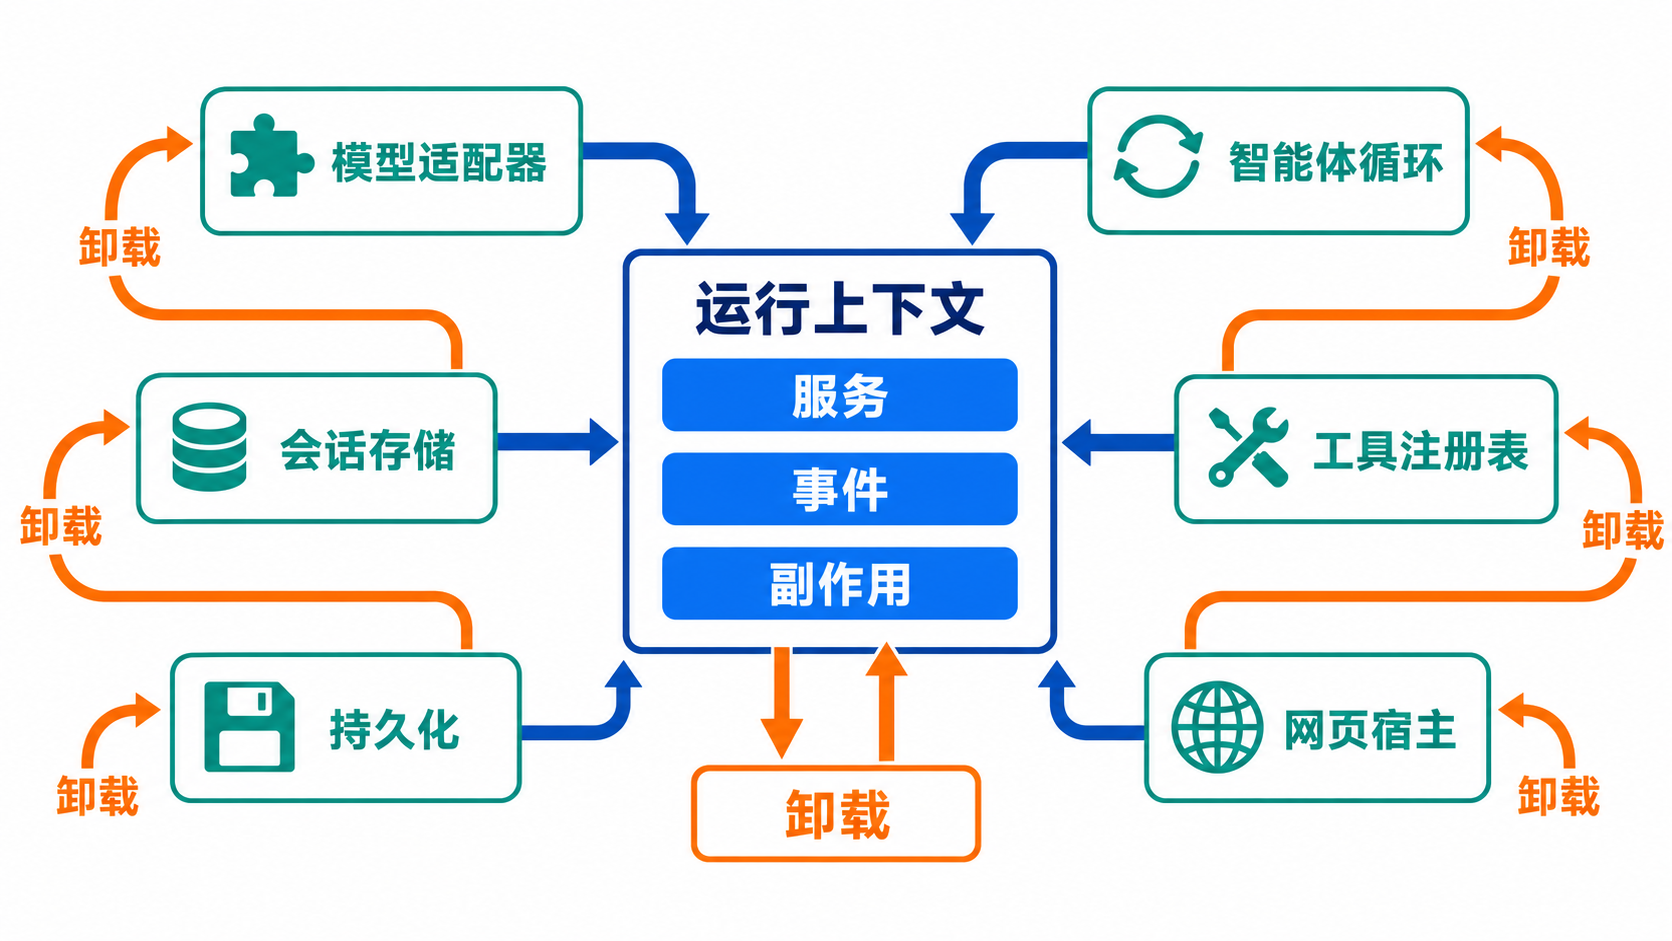 模型适配器
智能体循环
卸载
卸载
运行上下文
服务
会话存储
工具注册表
事件
卸载
卸载
副作用
持久化
网页宿主
卸载
卸载
卸载